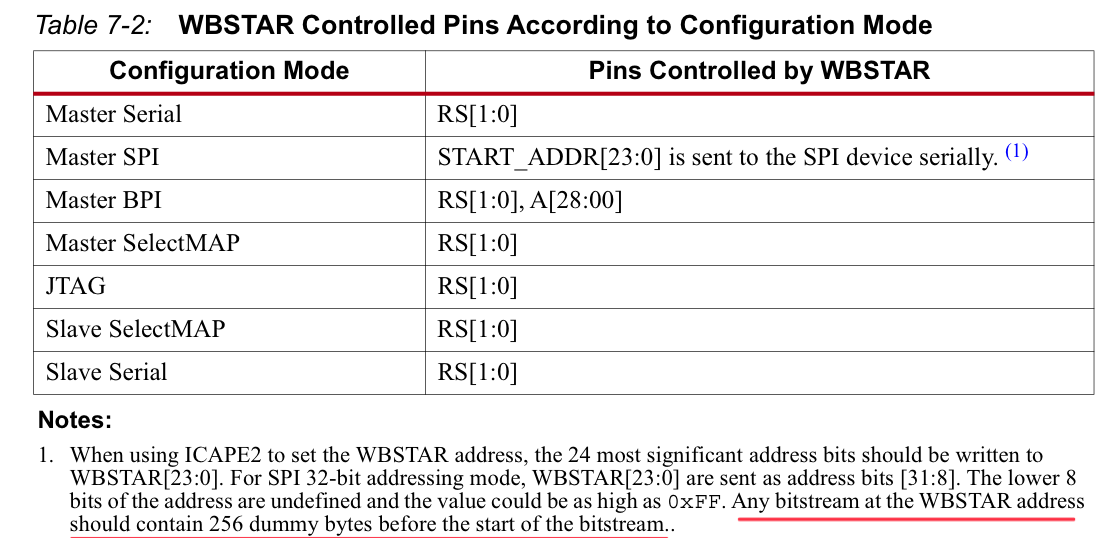 Table 7-2: WBSTAR Controlled Pins According to Configuration Mode
Configuration Mode Pins Controlled by WBSTAR
Master Serial RS[1:0]
Master SPI START_ADDR[23:0] is sent to the SPI device serially. (1)
Master BPI RS[1:0], A[28:00]
Master SelectMAP RS[1:0]
JTAG RS[1:0]
Slave SelectMAP RS[1:0]
Slave Serial RS[1:0]
Notes:
1. When using ICAPE2 to set the WBSTAR address, the 24 most significant address bits should be written to
WBSTAR[23:0]. For SPI 32-bit addressing mode, WBSTAR[23:0] are sent as address bits [31:8]. The lower 8
bits of the address are undefined and the value could be as high as 0xFF. Any bitstream at the WBSTAR address
should contain 256 dummy bytes before the start of the bitstream..